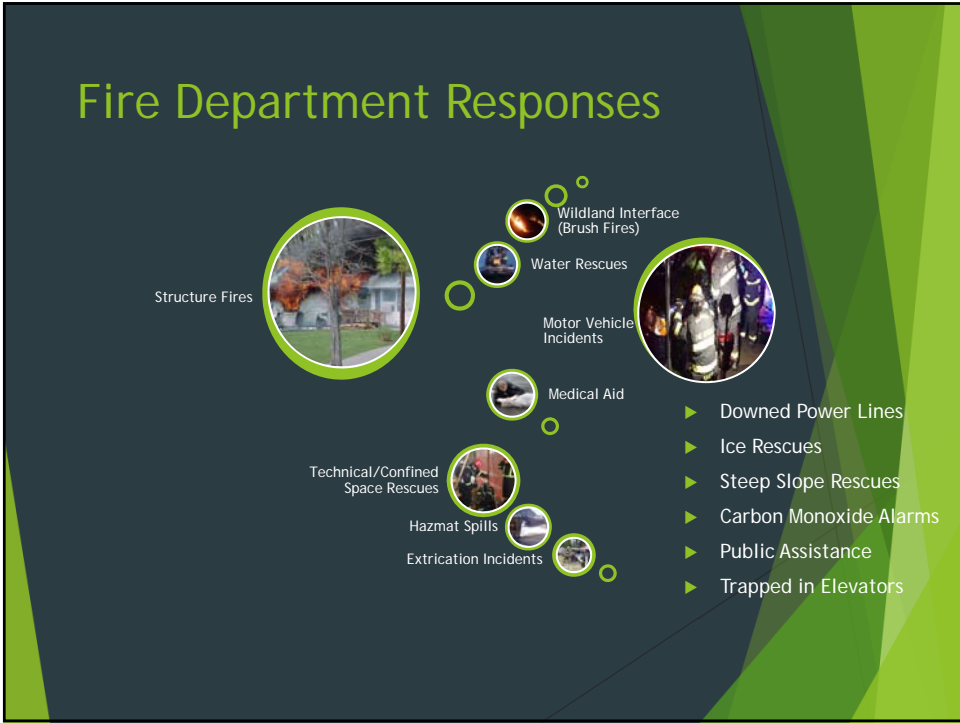 Fire Department Responses
Structure Fires
Wildland Interface
(Brush Fires)
Water Rescues
Motor Vehicle
Incidents
Medical Aid
Technical/Confined
Space Rescues
Hazmat Spills
Extrication Incidents
Downed Power Lines
Ice Rescues
Steep Slope Rescues
Carbon Monoxide Alarms
Public Assistance
Trapped in Elevators